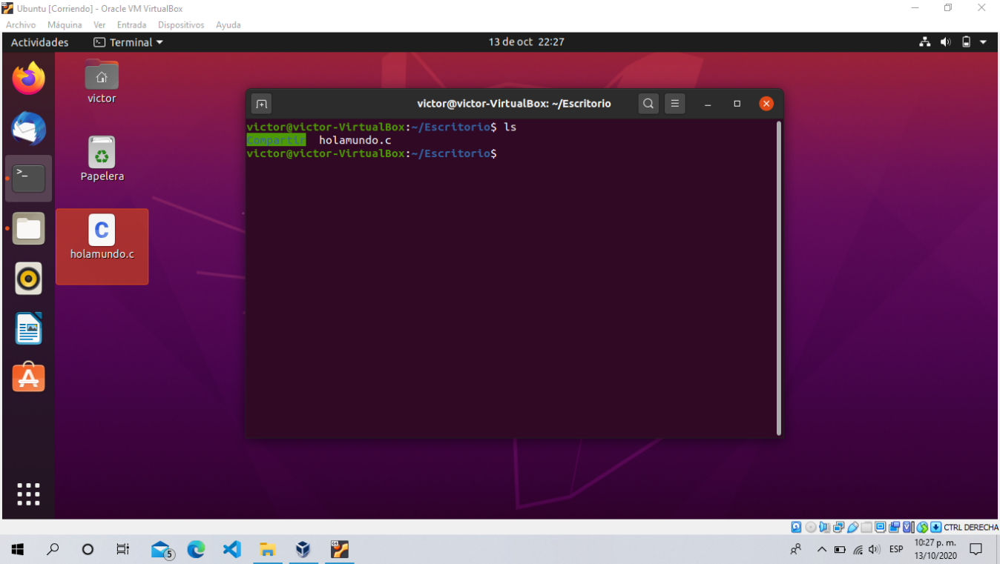 Ubuntu [Corriendo] - Oracle VM VirtualBox
Archivo Máquina Ver Entrada Dispositivos Ayuda
Actividades Terminal 13 de oct 22:27
victor
Papelera
holamundo.c
victor@victor-VirtualBox: ~/Escritorio
victor@victor-VirtualBox:~/Escritorio$ ls
Compartir holamundo.c
victor@victor-VirtualBox:~/Escritorio$
CTRL DERECHA
5
64
ESP
10:27 p. m.
13/10/2020